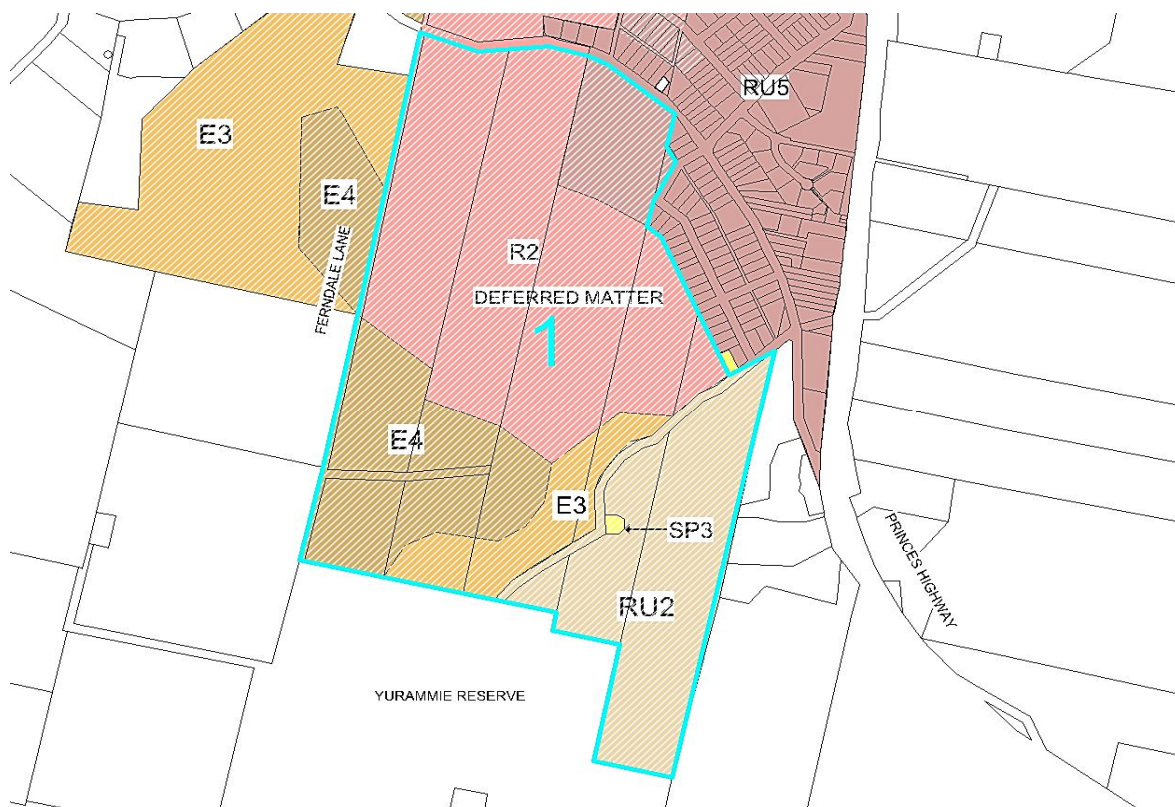 RU5
E3
E4
FERNDALE LANE
R2
DEFERRED MATTER
1
E4
E3
SP3
RU2
PRINCES HIGHWAY
YURAMMIE RESERVE